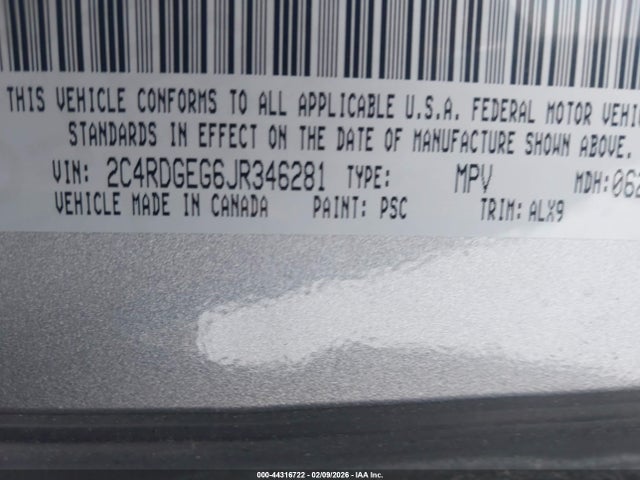 THIS VEHICLE CONFORMS TO ALL APPLICABLE U.S.A. FEDERAL MOTOR
STANDARDS IN EFFECT ON THE DATE OF MANUFACTURE SHOWN ABOVE.
VIN: 2C4RDGEG6JR346281 TYPE: MPV MDH: 062
VEHICLE MADE IN CANADA PAINT: PSC TRIM: ALX9
000-44316722 - 02/09/2026 - IAA Inc.